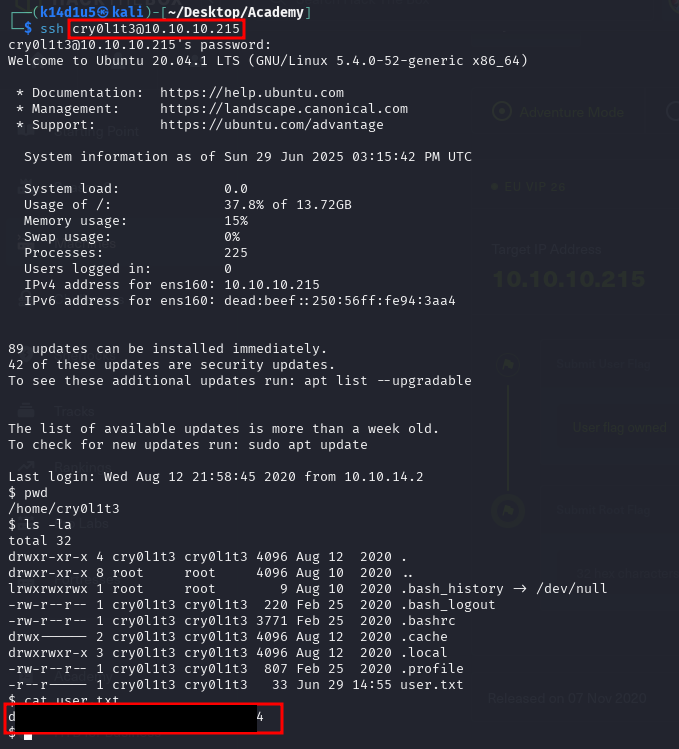 ┌──(k14d1u5㉿kali)-[~/Desktop/Academy]
└─$ ssh cry0l1t3@10.10.10.215
cry0l1t3@10.10.10.215's password:
Welcome to Ubuntu 20.04.1 LTS (GNU/Linux 5.4.0-52-generic x86_64)
* Documentation:  https://help.ubuntu.com
* Management:     https://landscape.canonical.com
* Support:        https://ubuntu.com/advantage
Adventure Mode
System information as of Sun 29 Jun 2025 03:15:42 PM UTC
System load:             0.0
EU VIP 28
Usage of /:              37.8% of 13.72GB
Memory usage:            15%
Swap usage:              0%
Processes:               225
Target IP Address
Users logged in:         0
IPv4 address for ens160: 10.10.10.215
10.10.10.215
IPv6 address for ens160: dead:beef::250:56ff:fe94:3aa4
89 updates can be installed immediately.
42 of these updates are security updates.
To see these additional updates run: apt list --upgradable
Tracks
The list of available updates is more than a week old.
User flag owned
To check for new updates run: sudo apt update
Last login: Wed Aug 12 21:58:45 2020 from 10.10.14.2
$ pwd
/home/cry0l1t3
$ ls -la
total 32
drwxr-xr-x 4 cry0l1t3 cry0l1t3 4096 Aug 12  2020 .
drwxr-xr-x 8 root     root     4096 Aug 10  2020 ..
lrwxrwxrwx 1 root     root        9 Aug 10  2020 .bash_history -> /dev/null
-rw-r--r-- 1 cry0l1t3 cry0l1t3  220 Feb 25  2020 .bash_logout
-rw-r--r-- 1 cry0l1t3 cry0l1t3 3771 Feb 25  2020 .bashrc
drwx------ 2 cry0l1t3 cry0l1t3 4096 Aug 12  2020 .cache
drwxrwxr-x 3 cry0l1t3 cry0l1t3 4096 Aug 12  2020 .local
-rw-r--r-- 1 cry0l1t3 cry0l1t3  807 Feb 25  2020 .profile
-r--r----- 1 cry0l1t3 cry0l1t3   33 Jun 29 14:55 user.txt
$ cat user.txt
Released on 07 Nov 2020
d 4
$